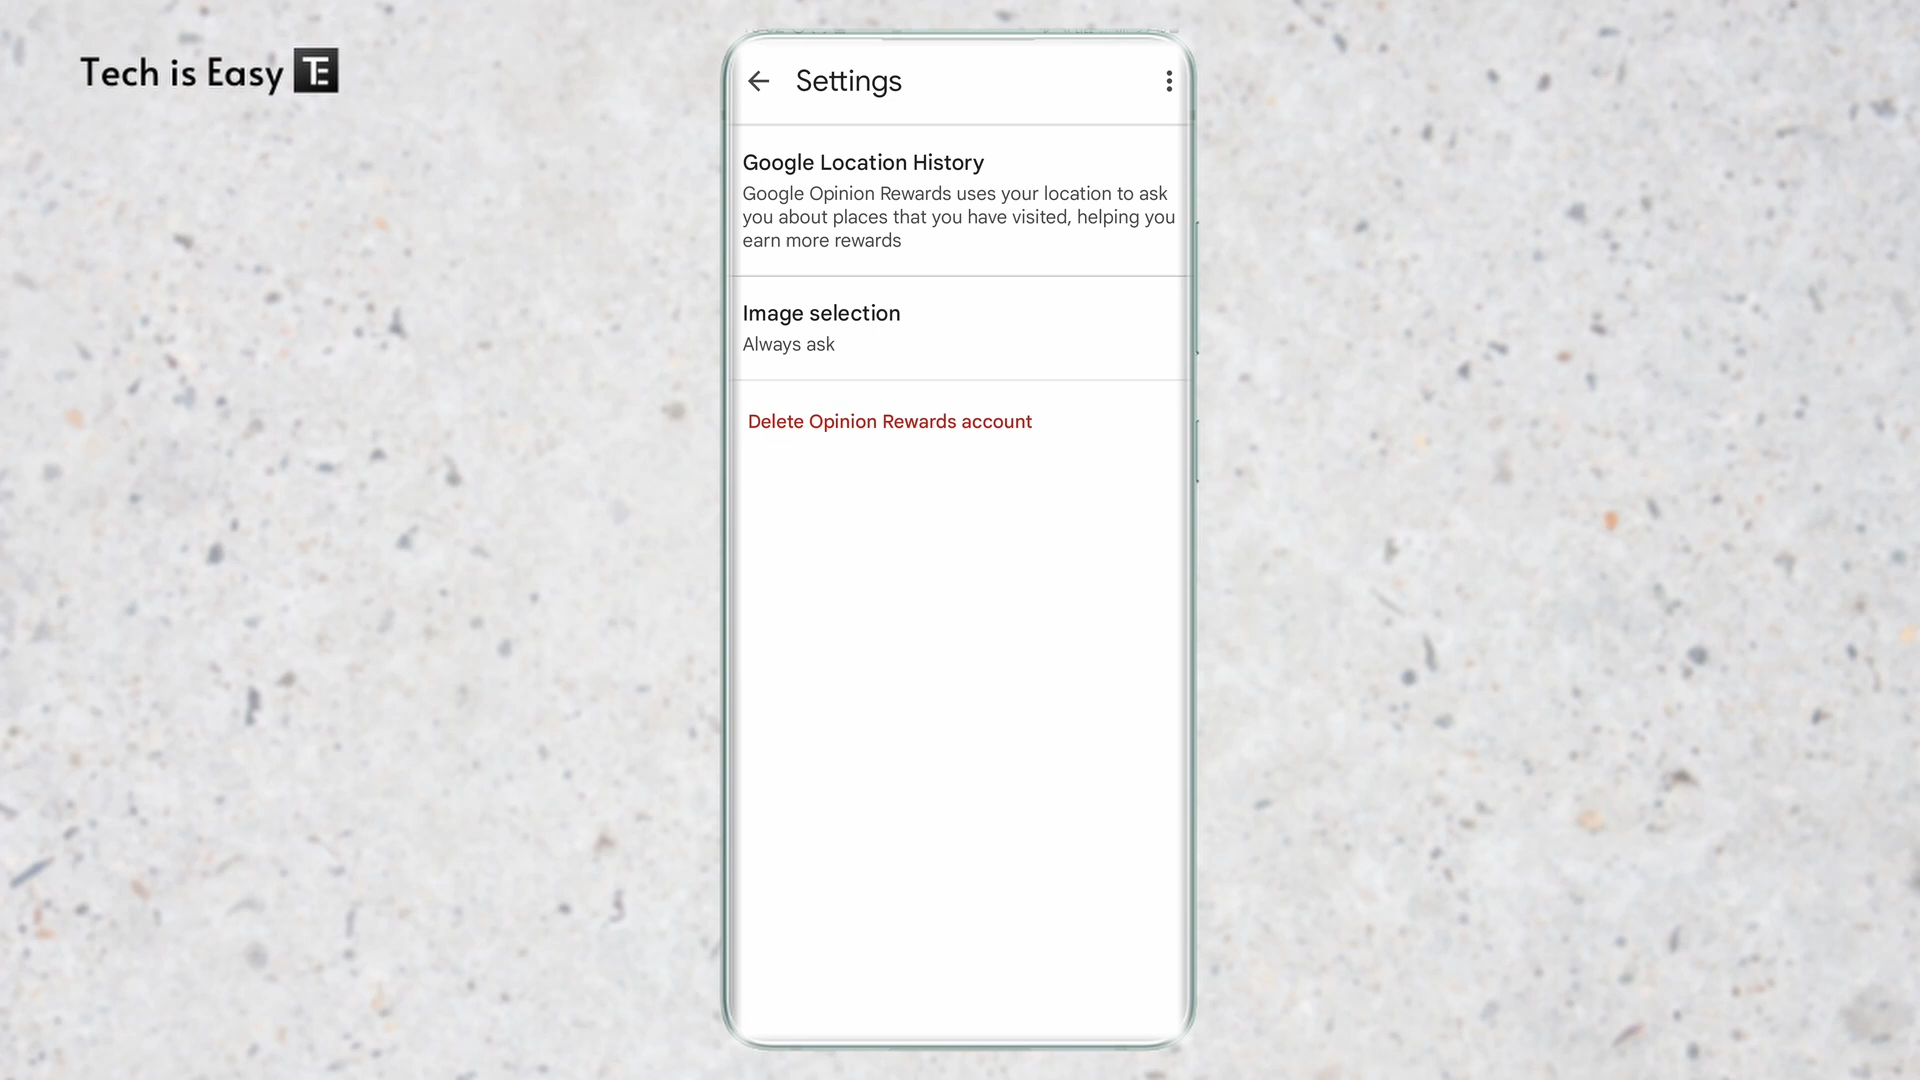 Tech is Easy TE
Settings
Google Location History
Google Opinion Rewards uses your location to ask
you about places that you have visited, helping you
earn more rewards
Image selection
Always ask
Delete Opinion Rewards account